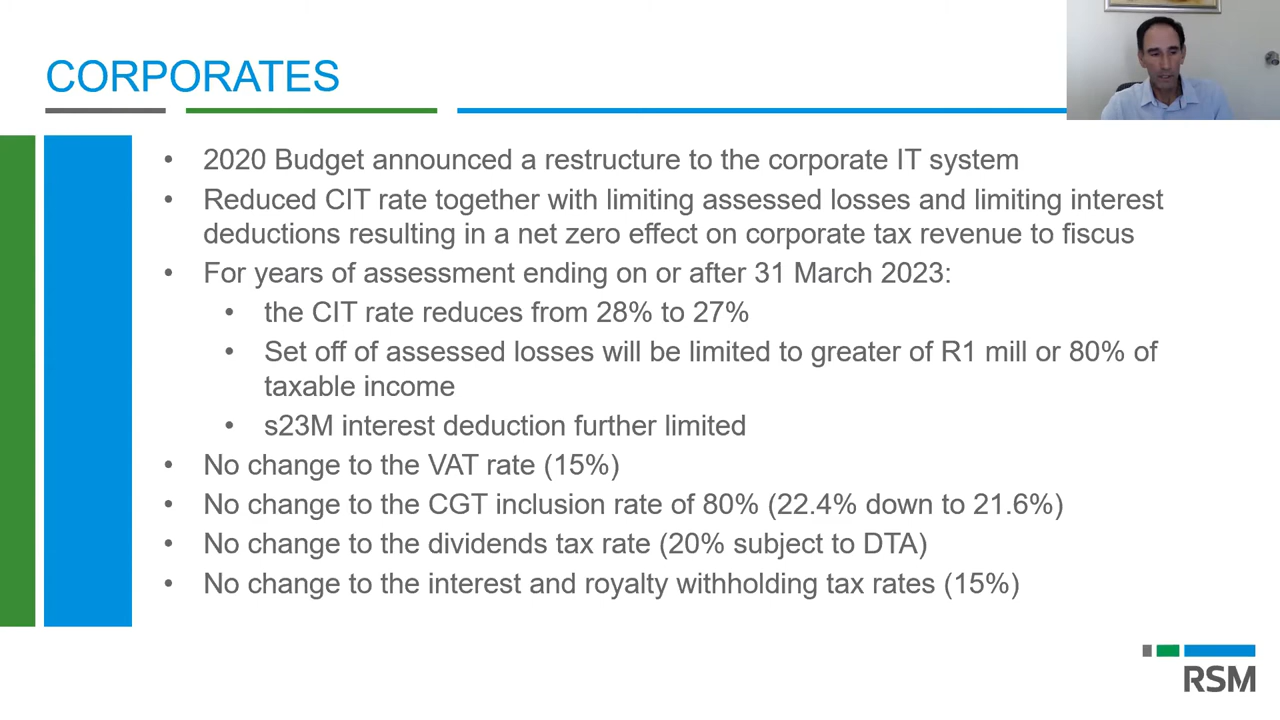 CORPORATES
• 2020 Budget announced a restructure to the corporate IT system
• Reduced CIT rate together with limiting assessed losses and limiting interest
deductions resulting in a net zero effect on corporate tax revenue to fiscus
• For years of assessment ending on or after 31 March 2023:
• the CIT rate reduces from 28% to 27%
• Set off of assessed losses will be limited to greater of R1 mill or 80% of
taxable income
• s23M interest deduction further limited
• No change to the VAT rate (15%)
• No change to the CGT inclusion rate of 80% (22.4% down to 21.6%)
• No change to the dividends tax rate (20% subject to DTA)
• No change to the interest and royalty withholding tax rates (15%)
RSM